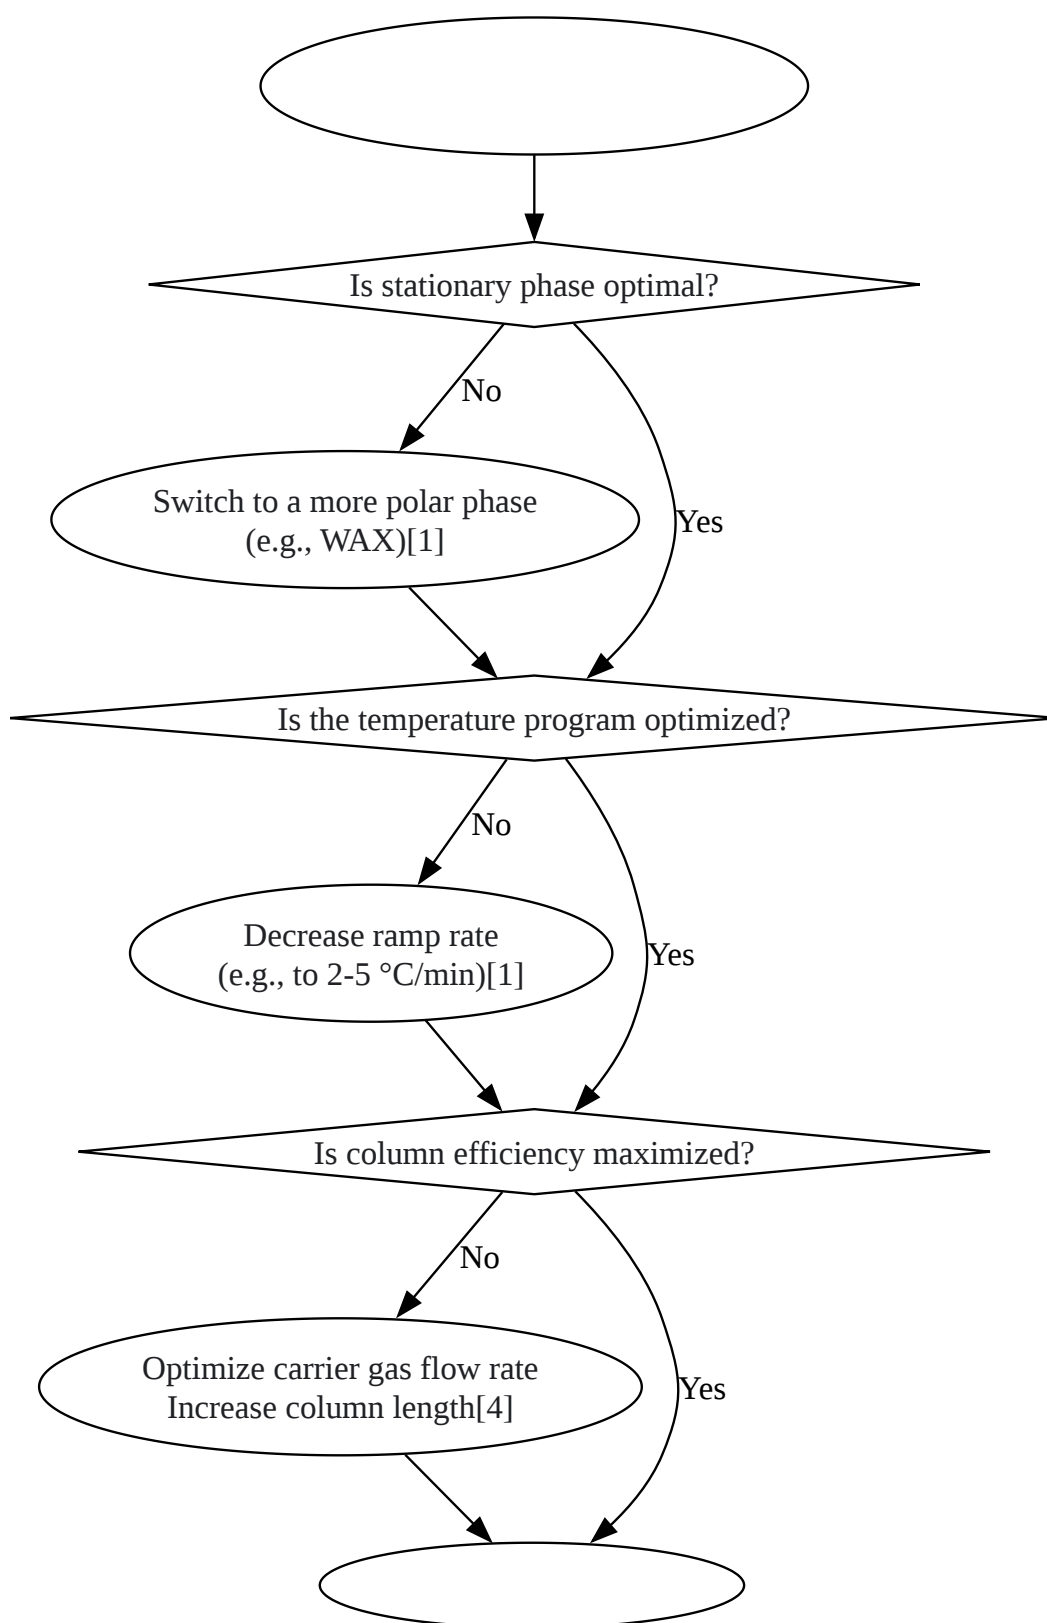 Is stationary phase optimal?
No
Switch to a more polar phase
(e.g., WAX)[1]
Yes
Is the temperature program optimized?
No
Decrease ramp rate
(e.g., to 2-5 °C/min)[1]
Yes
Is column efficiency maximized?
No
Optimize carrier gas flow rate
Increase column length[4]
Yes